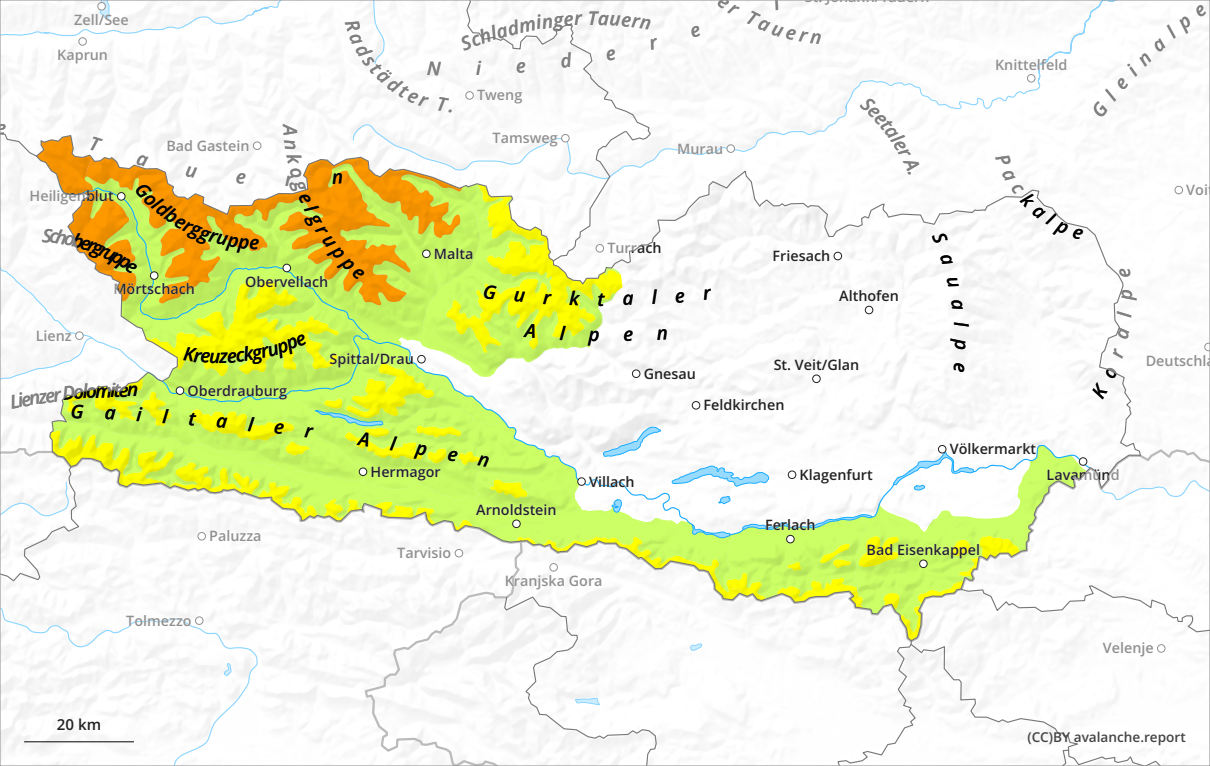 Zell/See
Kaprun
Radstädter T.
Schladminger Tauern
N i e d e r e
er Tauern
Tweng
Tamsweg
Murau
Knittelfeld
Gleinalpe
Seetaler A.
Packalpe
Bad Gastein
T a u e r n
Ankogelgruppe
Heiligenblut
Goldberggruppe
Schobergruppe
Mörtschach
Obervellach
Malta
Turrach
Friesach
Althofen
Saualpe
Koralpe
Gurktaler
Alpen
Lienz
Kreuzeckgruppe
Spittal/Drau
Gnesau
St. Veit/Glan
Feldkirchen
Lienzer Dolomiten
Oberdrauburg
Gailtaler Alpen
Hermagor
Villach
Klagenfurt
Völkermarkt
Lavamünd
Arnoldstein
Ferlach
Bad Eisenkappel
Paluzza
Tarvisio
Kranjska Gora
Tolmezzo
Velenje
20 km
(CC)BY avalanche.report